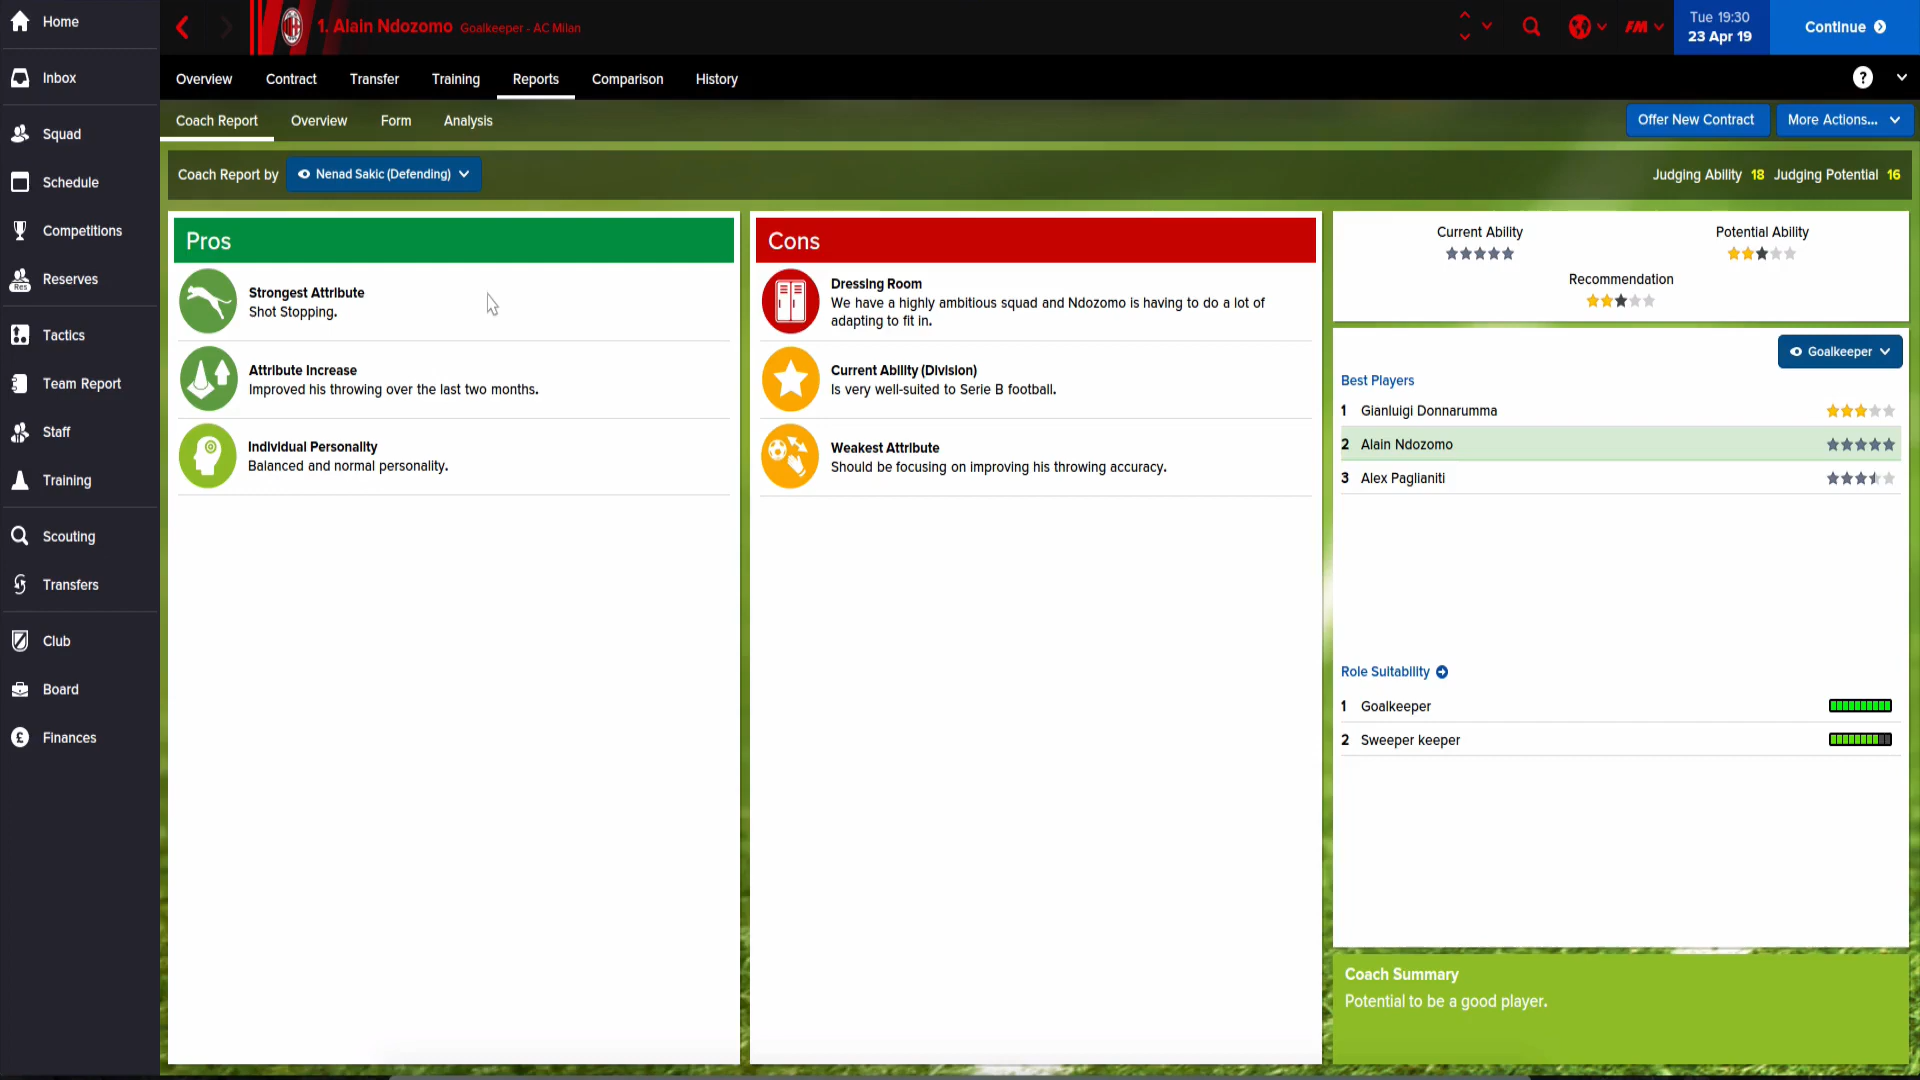 Home
Inbox
Squad
Schedule
Competitions
Reserves
Res
Tactics
Team Report
Staff
Training
Scouting
Transfers
Club
Board
£ Finances
1. Alain Ndozomo Goalkeeper - AC Milan
FM
Tue 19:30
23 Apr 19
Continue
Overview Contract Transfer Training Reports Comparison History
?
Coach Report Overview Form Analysis
Offer New Contract More Actions...
Coach Report by Nenad Sakic (Defending)
Judging Ability 18 Judging Potential 16
Pros
Strongest Attribute
Shot Stopping.
Attribute Increase
Improved his throwing over the last two months.
Individual Personality
Balanced and normal personality.
Cons
Dressing Room
We have a highly ambitious squad and Ndozomo is having to do a lot of
adapting to fit in.
Current Ability (Division)
Is very well-suited to Serie B football.
Weakest Attribute
Should be focusing on improving his throwing accuracy.
Current Ability Potential Ability
Recommendation
Goalkeeper
Best Players
1 Gianluigi Donnarumma
2 Alain Ndozomo
3 Alex Paglianiti
Role Suitability
1 Goalkeeper
2 Sweeper keeper
Coach Summary
Potential to be a good player.